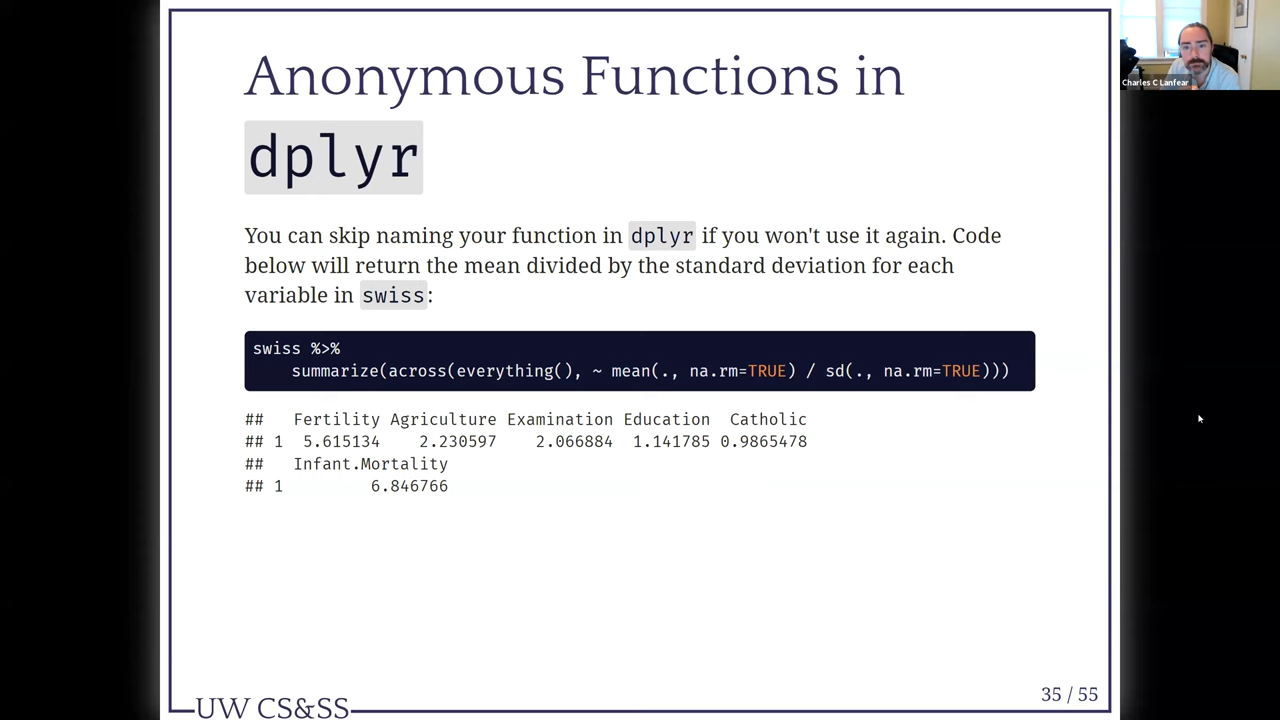 Anonymous Functions in
dplyr
You can skip naming your function in dplyr if you won't use it again. Code
below will return the mean divided by the standard deviation for each
variable in swiss:
swiss %>%
    summarize(across(everything(), ~ mean(., na.rm=TRUE) / sd(., na.rm=TRUE)))
##   Fertility Agriculture Examination Education  Catholic
## 1  5.615134    2.230597    2.066884  1.141785 0.9865478
##   Infant.Mortality
## 1         6.846766
UW CS&SS
35 / 55
Charles C Lanfear